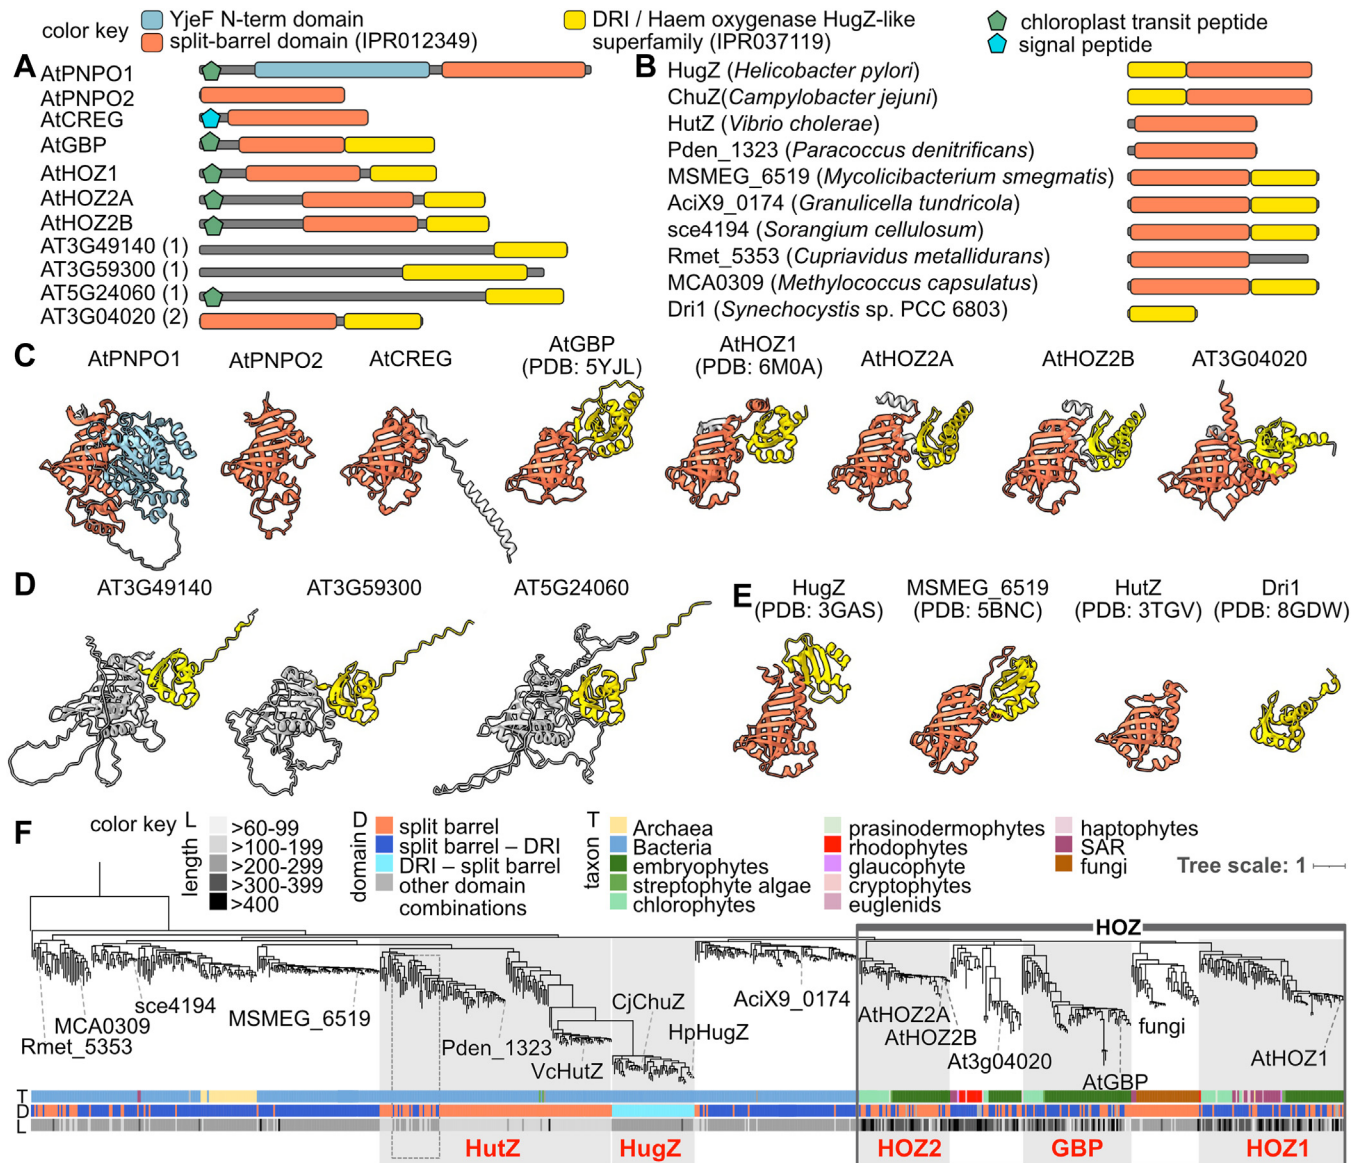 color key
YjeF N-term domain
split-barrel domain (IPR012349)
DRI / Haem oxygenase HugZ-like
superfamily (IPR037119)
chloroplast transit peptide
signal peptide
A
AtPNPO1
AtPNPO2
AtCREG
AtGBP
AtHOZ1
AtHOZ2A
AtHOZ2B
AT3G49140 (1)
AT3G59300 (1)
AT5G24060 (1)
AT3G04020 (2)
B
HugZ (Helicobacter pylori)
ChuZ(Campylobacter jejuni)
HutZ (Vibrio cholerae)
Pden_1323 (Paracoccus denitrificans)
MSMEG_6519 (Mycolicibacterium smegmatis)
AciX9_0174 (Granulicella tundricola)
sce4194 (Sorangium cellulosum)
Rmet_5353 (Cupriavidus metallidurans)
MCA0309 (Methylococcus capsulatus)
Dri1 (Synechocystis sp. PCC 6803)
C
AtPNPO1
AtPNPO2
AtCREG
AtGBP
(PDB: 5YJL)
AtHOZ1
(PDB: 6M0A)
AtHOZ2A
AtHOZ2B
AT3G04020
D
AT3G49140
AT3G59300
AT5G24060
E
HugZ
(PDB: 3GAS)
MSMEG_6519
(PDB: 5BNC)
HutZ
(PDB: 3TGV)
Dri1
(PDB: 8GDW)
F
color key
L
length
>60-99
>100-199
>200-299
>300-399
>400
D
domain
split barrel
split barrel – DRI
DRI – split barrel
other domain
combinations
T
taxon
Archaea
Bacteria
embryophytes
streptophyte algae
chlorophytes
prasinodermophytes
rhodophytes
glaucophyte
cryptophytes
euglenids
haptophytes
SAR
fungi
Tree scale: 1
HOZ
Rmet_5353
MCA0309
sce4194
MSMEG_6519
Pden_1323
VcHutZ
CjChuZ
HpHugZ
AciX9_0174
AtHOZ2A
AtHOZ2B
At3g04020
AtGBP
fungi
AtHOZ1
T
D
L
HutZ
HugZ
HOZ2
GBP
HOZ1